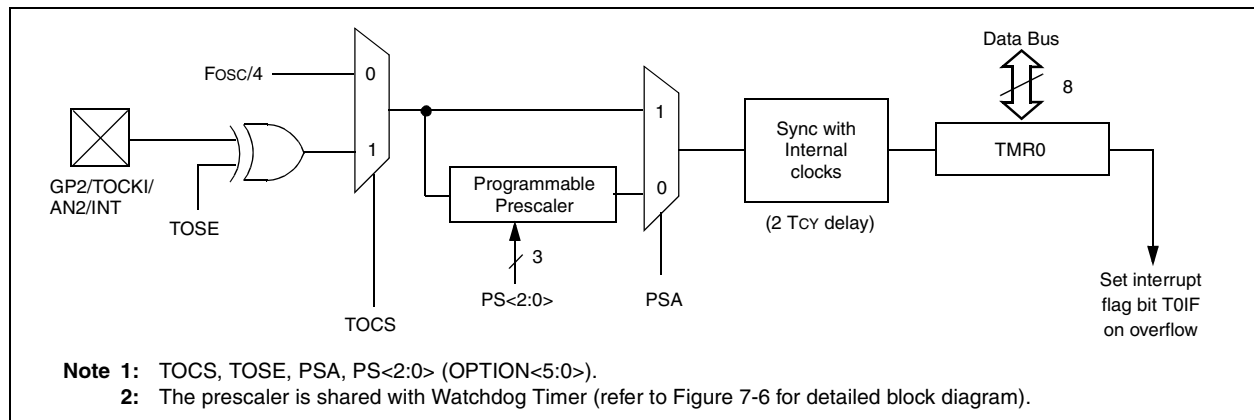 Data Bus
8
FOSC/4
0
1
1
0
Programmable
Prescaler
Sync with
Internal
clocks
TMR0
GP2/TOCKI/
AN2/INT
TOSE
(2 TCY delay)
3
PS<2:0>
PSA
TOCS
Set interrupt
flag bit T0IF
on overflow
Note 1: TOCS, TOSE, PSA, PS<2:0> (OPTION<5:0>).
2: The prescaler is shared with Watchdog Timer (refer to Figure 7-6 for detailed block diagram).